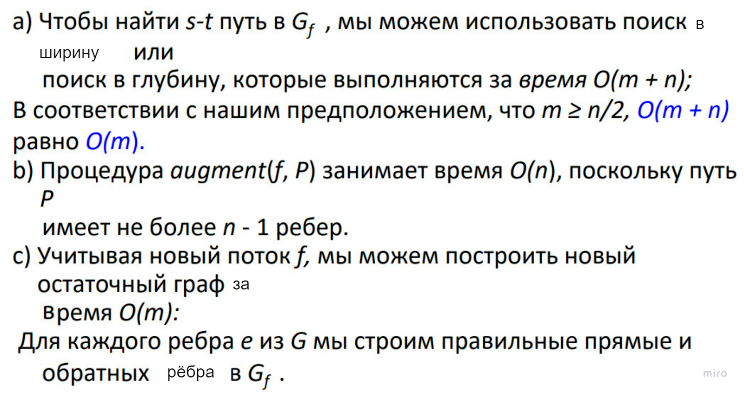 a) Чтобы найти s-t путь в Gf , мы можем использовать поиск в
ширину или
поиск в глубину, которые выполняются за время O(m + n);
В соответствии с нашим предположением, что m ≥ n/2, O(m + n)
равно O(m).
b) Процедура augment(f, P) занимает время O(n), поскольку путь
P
имеет не более n - 1 ребер.
c) Учитывая новый поток f, мы можем построить новый
остаточный граф за
время O(m):
Для каждого ребра e из G мы строим правильные прямые и
обратных рёбра в Gf .
miro